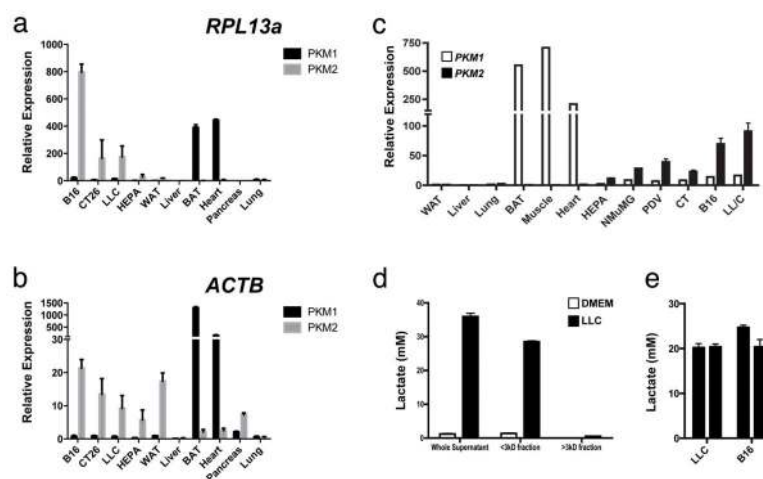 a
RPL13a
1000
800
600
400
200
0
Relative Expression
PKM1
PKM2
B16
CT26
LLC
HEPA
WAT
Liver
BAT
Heart
Pancreas
Lung
b
ACTB
1500
1000
500
30
20
10
0
Relative Expression
PKM1
PKM2
B16
CT26
LLC
HEPA
WAT
Liver
BAT
Heart
Pancreas
Lung
c
750
500
250
100
50
0
Relative Expression
PKM1
PKM2
WAT
Liver
Lung
BAT
Muscle
Heart
HEPA
NMuMG
PDV
CT
B16
LL/C
d
40
30
20
10
0
Lactate (mM)
DMEM
LLC
Whole Supernatant
<3kD fraction
>3kD fraction
e
30
20
10
0
Lactate (mM)
LLC
B16